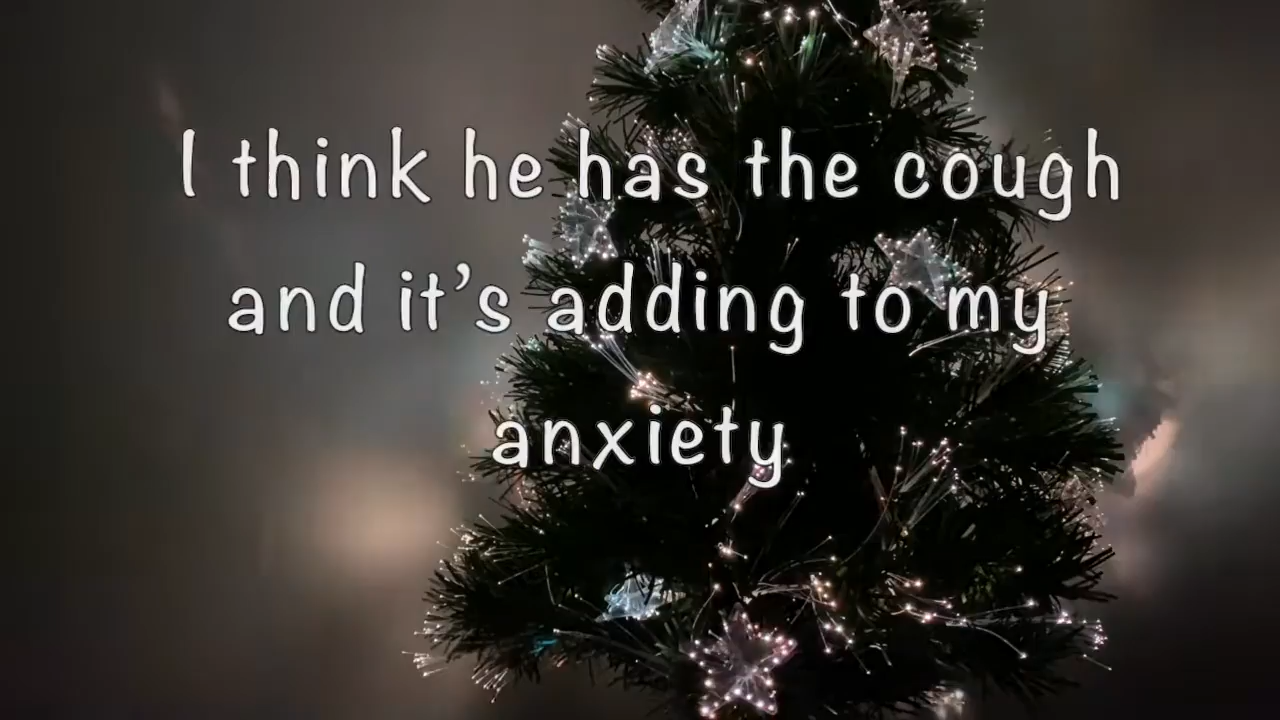 I think he has the cough
and it’s adding to my
anxiety